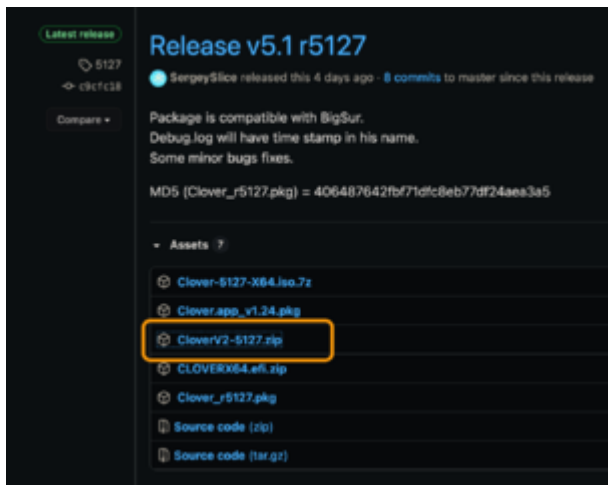 Latest release
5127
c9cfc18
Compare
Release v5.1 r5127
SergeySlice released this 4 days ago · 8 commits to master since this release
Package is compatible with BigSur.
Debug.log will have time stamp in his name.
Some minor bugs fixes.
MD5 (Clover_r5127.pkg) = 406487642fbf71dfc8eb77df24aea3a5
Assets 7
Clover-5127-X64.iso.7z
Clover.app_v1.24.pkg
CloverV2-5127.zip
CLOVERX64.efi.zip
Clover_r5127.pkg
Source code (zip)
Source code (tar.gz)